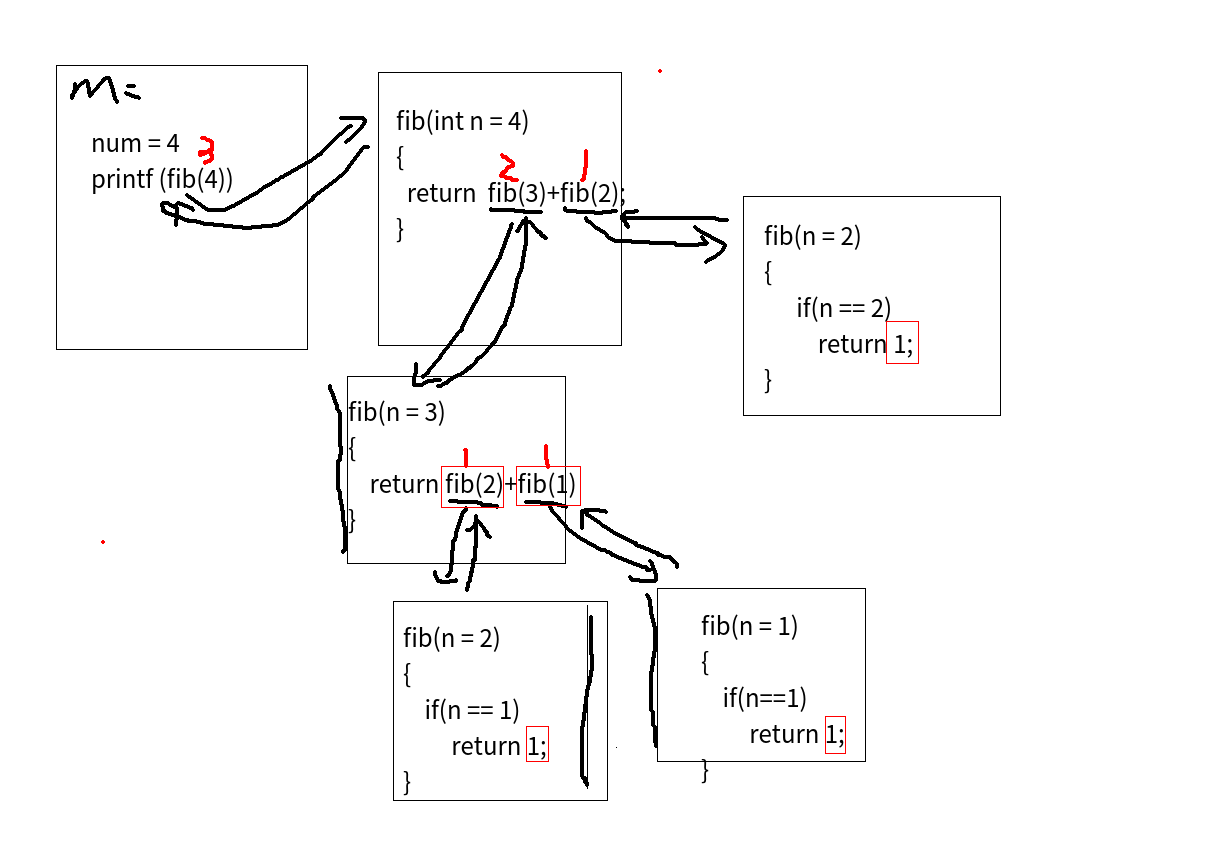 m=
num = 4
3
printf (fib(4))
fib(int n = 4)
{
2 1
return fib(3)+fib(2);
}
fib(n = 2)
{
if(n == 2)
return 1;
}
fib(n = 3)
{
1 1
return fib(2)+fib(1)
}
fib(n = 2)
{
if(n == 1)
return 1;
}
fib(n = 1)
{
if(n==1)
return 1;
}